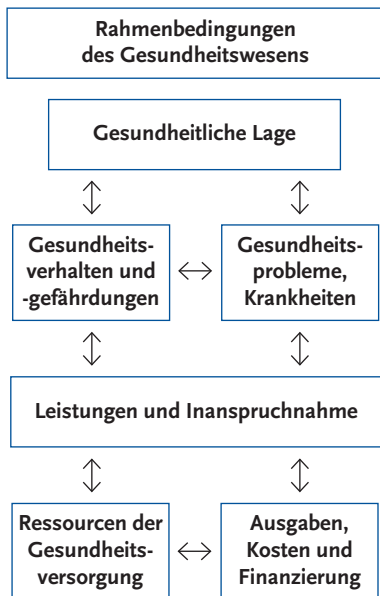 Rahmenbedingungen
des Gesundheitswesens
Gesundheitliche Lage
Gesundheits-
verhalten und
-gefährdungen
Gesundheits-
probleme,
Krankheiten
Leistungen und Inanspruchnahme
Ressourcen der
Gesundheits-
versorgung
Ausgaben,
Kosten und
Finanzierung